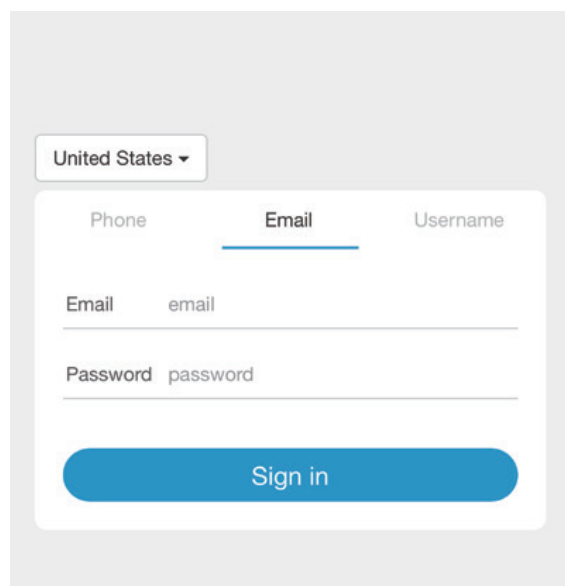 United States
Phone Email Username
Email email
Password password
Sign in